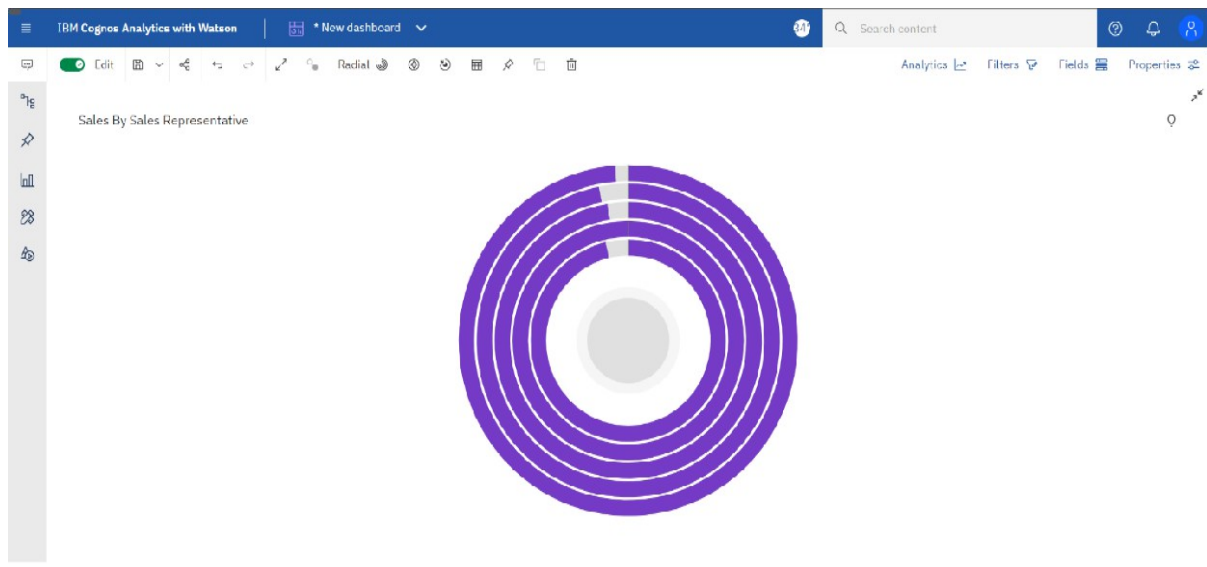 IBM Cognos Analytics with Watson
* New dashboard
Search content
Edit
Radial
Analytics
Filters
Fields
Properties
Sales By Sales Representative